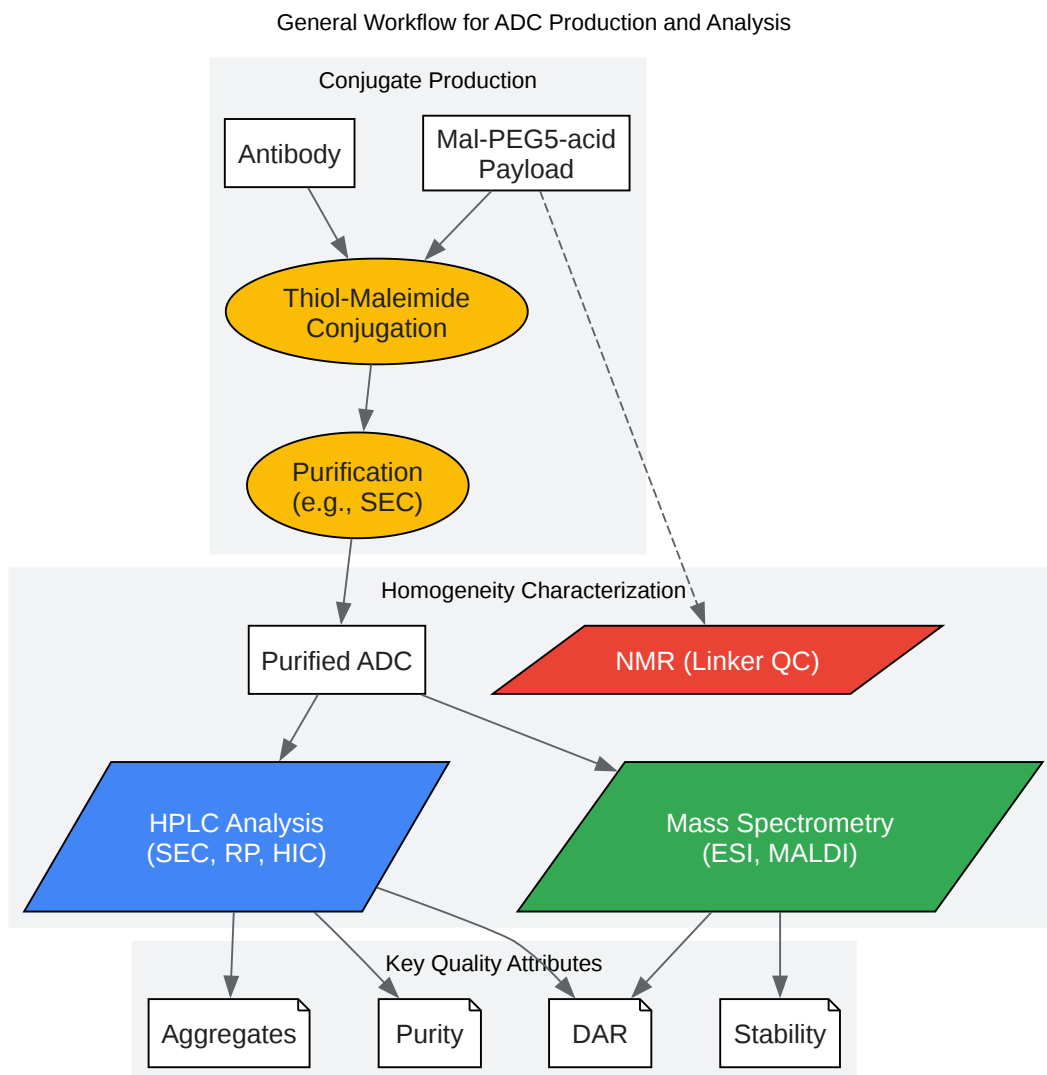 General Workflow for ADC Production and Analysis
Conjugate Production
Antibody
Mal-PEG5-acid
Payload
Thiol-Maleimide
Conjugation
Purification
(e.g., SEC)
Homogeneity Characterization
Purified ADC
NMR (Linker QC)
HPLC Analysis
(SEC, RP, HIC)
Mass Spectrometry
(ESI, MALDI)
Key Quality Attributes
Aggregates
Purity
DAR
Stability